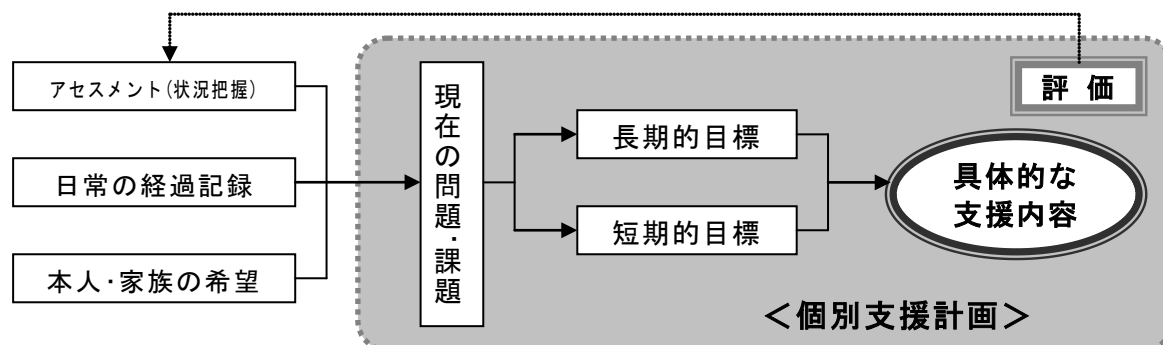 アセスメント(状況把握)
日常の経過記録
本人・家族の希望
現在の問題・課題
長期的目標
短期的目標
評価
具体的な
支援内容
＜個別支援計画＞